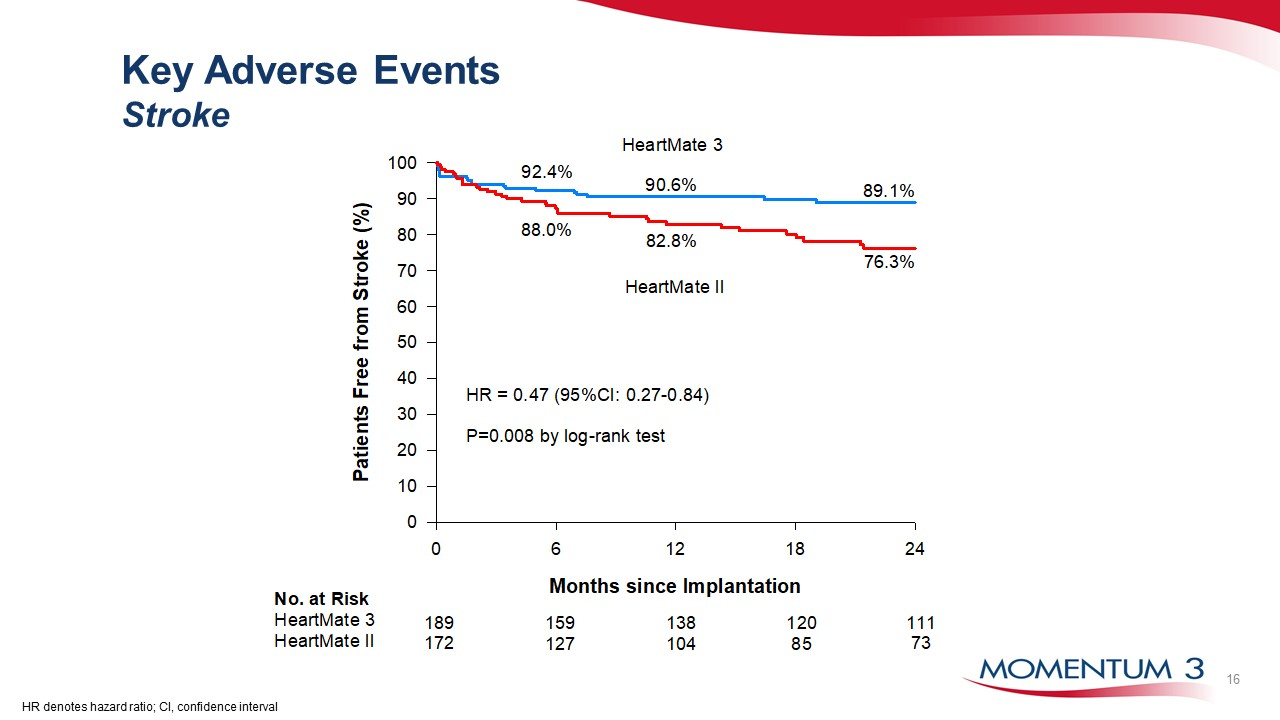 Key Adverse Events
Stroke
HeartMate 3
100
90
80
70
60
50
40
30
20
10
0
Patients Free from Stroke (%)
92.4%
90.6%
89.1%
88.0%
82.8%
76.3%
HeartMate II
HR = 0.47 (95%CI: 0.27-0.84)
P=0.008 by log-rank test
0 6 12 18 24
Months since Implantation
No. at Risk
HeartMate 3 189 159 138 120 111
HeartMate II 172 127 104 85 73
MOMENTUM 3
16
HR denotes hazard ratio; CI, confidence interval